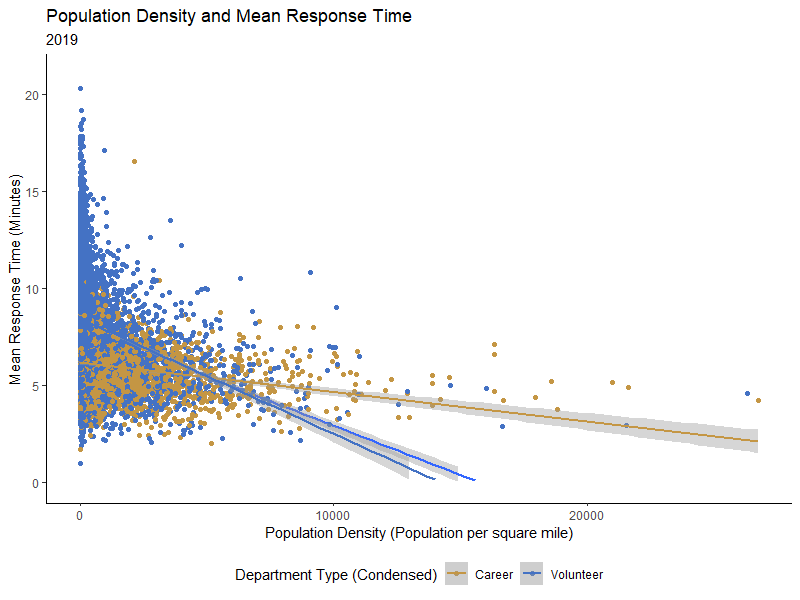 Population Density and Mean Response Time
2019
20
15
10
5
0
Mean Response Time (Minutes)
0 10000 20000
Population Density (Population per square mile)
Department Type (Condensed) Career Volunteer